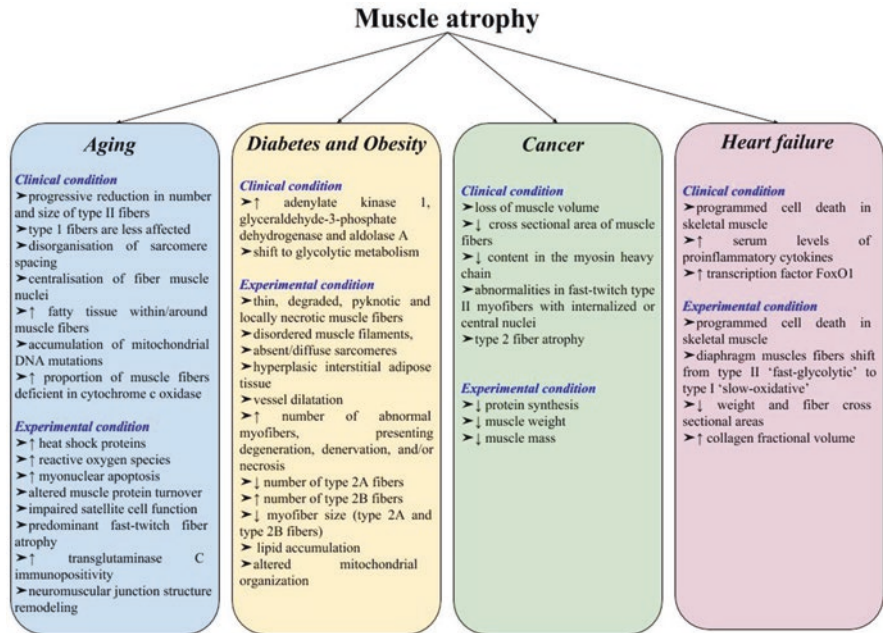 Muscle atrophy
Aging
Clinical condition
➤progressive reduction in number
and size of type II fibers
➤type 1 fibers are less affected
➤disorganisation of sarcomere
spacing
➤centralisation of fiber muscle
nuclei
➤↑ fatty tissue within/around
muscle fibers
➤accumulation of mitochondrial
DNA mutations
➤↑ proportion of muscle fibers
deficient in cytochrome c oxidase
Experimental condition
➤↑ heat shock proteins
➤↑ reactive oxygen species
➤↑ myonuclear apoptosis
➤altered muscle protein turnover
➤impaired satellite cell function
➤predominant fast-twitch fiber
atrophy
➤↑ transglutaminase C
immunopositivity
➤neuromuscular junction structure
remodeling
Diabetes and Obesity
Clinical condition
➤↑ adenylate kinase 1,
glyceraldehyde-3-phosphate
dehydrogenase and aldolase A
➤shift to glycolytic metabolism
Experimental condition
➤thin, degraded, pyknotic and
locally necrotic muscle fibers
➤disordered muscle filaments,
➤absent/diffuse sarcomeres
➤hyperplasic interstitial adipose
tissue
➤vessel dilatation
➤↑ number of abnormal
myofibers, presenting
degeneration, denervation, and/or
necrosis
➤↓ number of type 2A fibers
➤↑ number of type 2B fibers
➤↓ myofiber size (type 2A and
type 2B fibers)
➤ lipid accumulation
➤altered mitochondrial
organization
Cancer
Clinical condition
➤loss of muscle volume
➤↓ cross sectional area of muscle
fibers
➤↓ content in the myosin heavy
chain
➤abnormalities in fast-twitch type
II myofibers with internalized or
central nuclei
➤type 2 fiber atrophy
Experimental condition
➤↓ protein synthesis
➤↓ muscle weight
➤↓ muscle mass
Heart failure
Clinical condition
➤programmed cell death in
skeletal muscle
➤↑ serum levels of
proinflammatory cytokines
➤↑ transcription factor FoxO1
Experimental condition
➤programmed cell death in
skeletal muscle
➤diaphragm muscles fibers shift
from type II ‘fast-glycolytic’ to
type I ‘slow-oxidative’
➤↓ weight and fiber cross
sectional areas
➤↑ collagen fractional volume